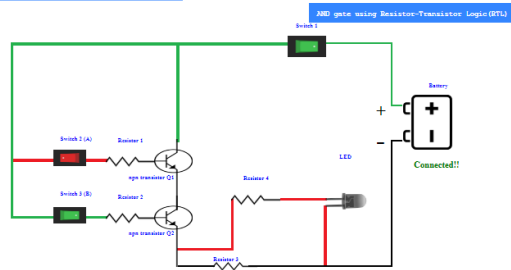 AND gate using Resistor-Transistor Logic(RTL)
Switch 1
Battery
+
+
Switch 2 (A)
Resistor 1
npn transistor Q1
LED
−
Connected!!
Resistor 4
Switch 3 (B)
Resistor 2
npn transistor Q2
Resistor 3